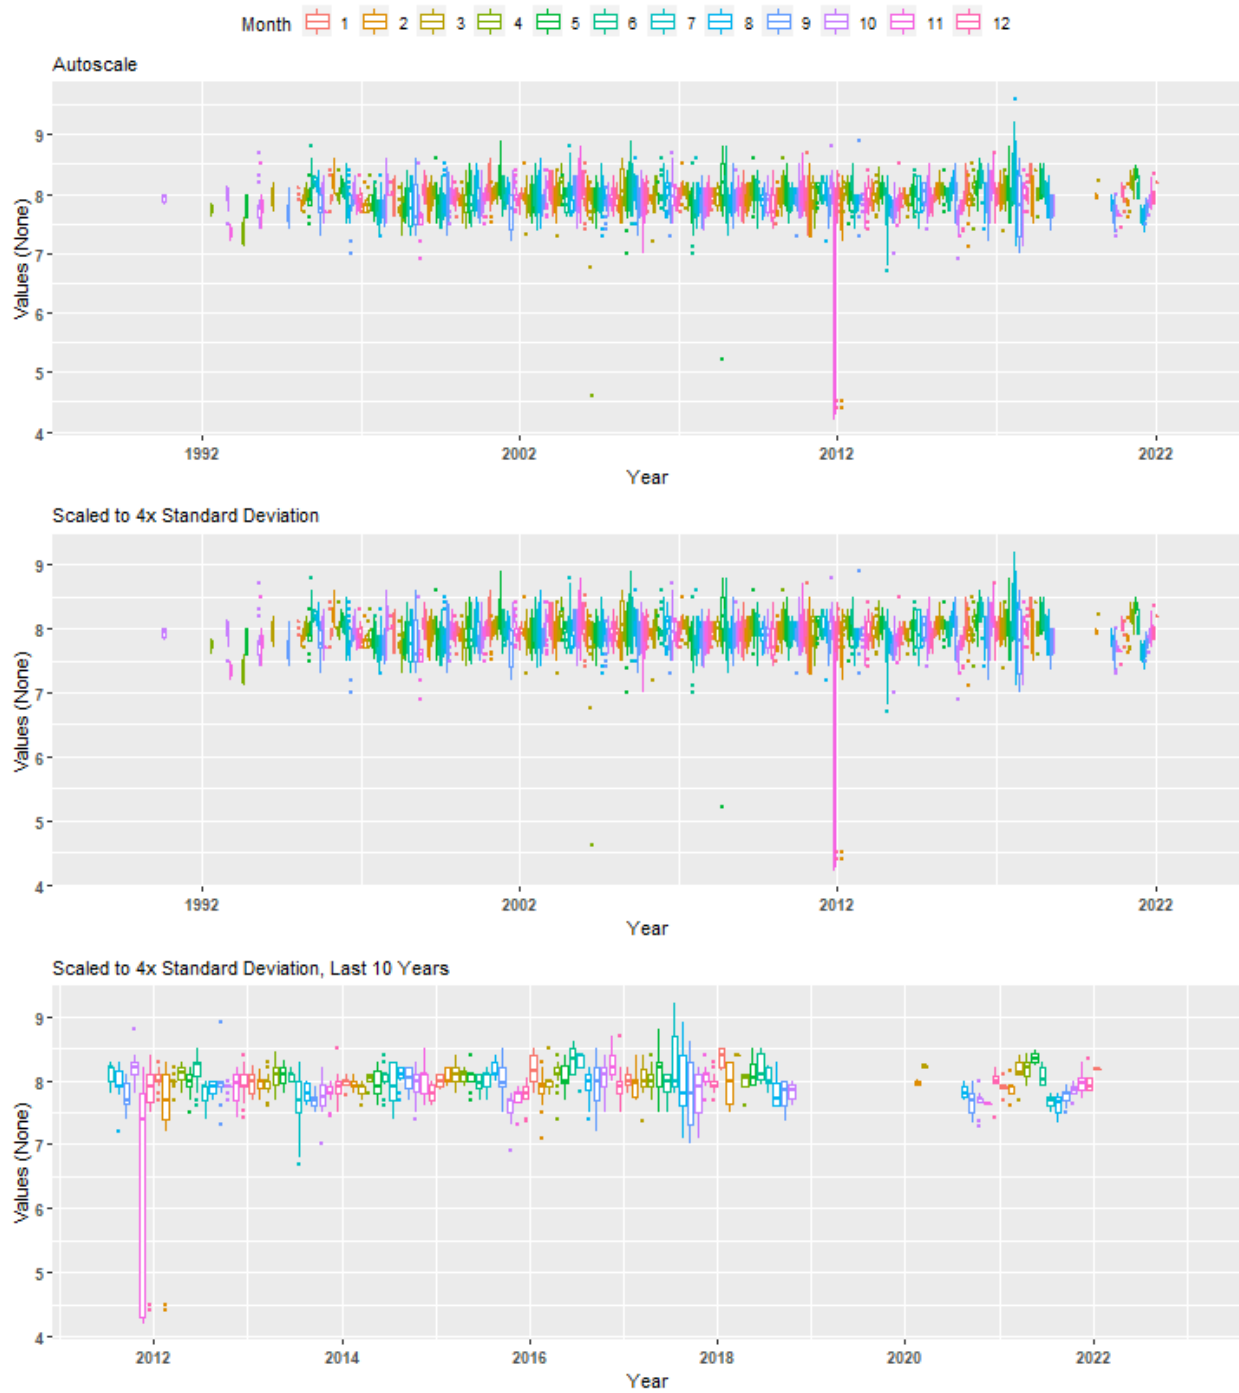 Month 1 2 3 4 5 6 7 8 9 10 11 12
Autoscale
9
8
7
6
5
4
Values (None)
1992 2002 2012 2022
Year
Scaled to 4x Standard Deviation
9
8
7
6
5
4
Values (None)
1992 2002 2012 2022
Year
Scaled to 4x Standard Deviation, Last 10 Years
9
8
7
6
5
4
Values (None)
2012 2014 2016 2018 2020 2022
Year